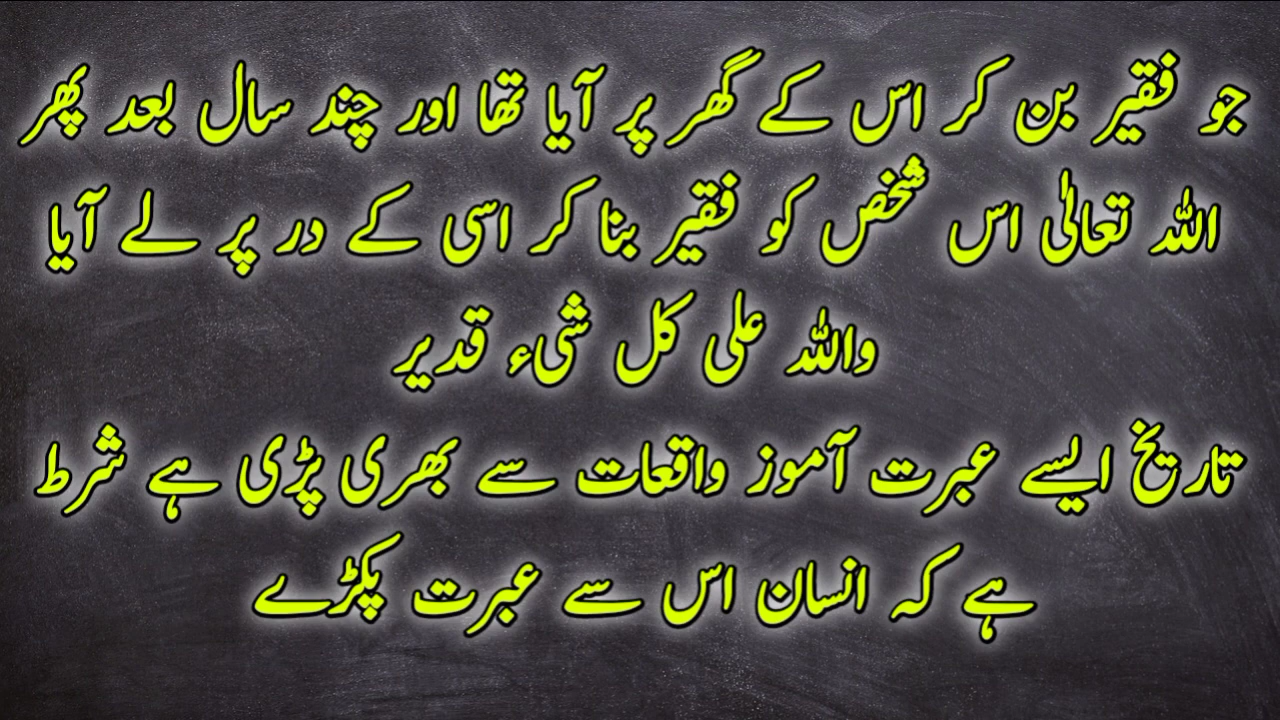 جو فقیر بن کر اس کے گھر پر آیا تھا اور چند سال بعد پھر
اللہ تعالیٰ اس شخص کو فقیر بنا کر اسی کے در پر لے آیا
واللہ علی کل شیء قدیر
تاریخ ایسے عبرت آموز واقعات سے بھری پڑی ہے شرط
ہے کہ انسان اس سے عبرت پکڑے